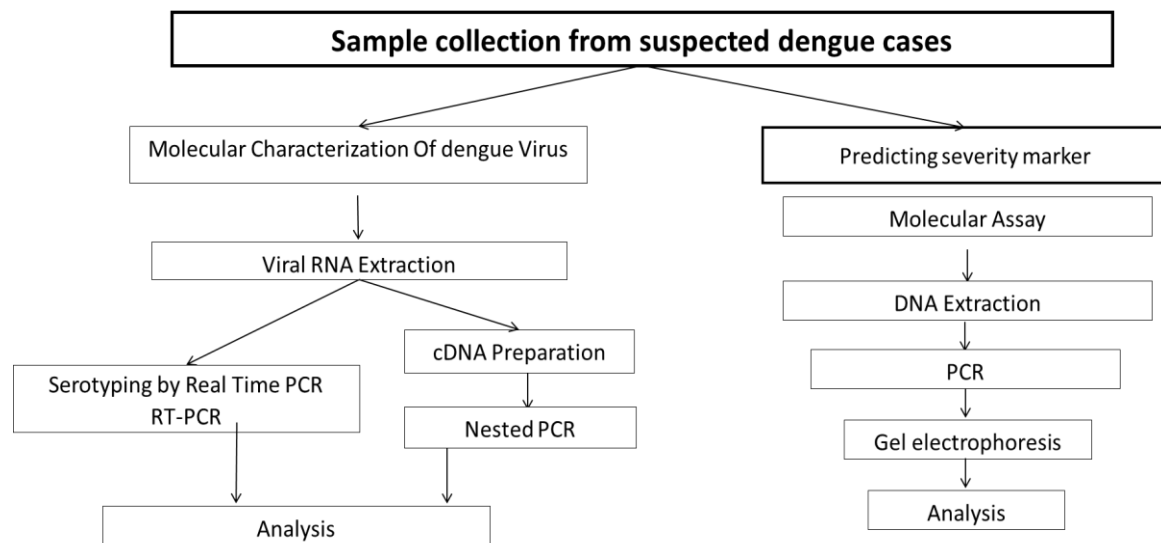 Sample collection from suspected dengue cases
Molecular Characterization Of dengue Virus
Viral RNA Extraction
Serotyping by Real Time PCR
RT-PCR
cDNA Preparation
Nested PCR
Analysis
Predicting severity marker
Molecular Assay
DNA Extraction
PCR
Gel electrophoresis
Analysis